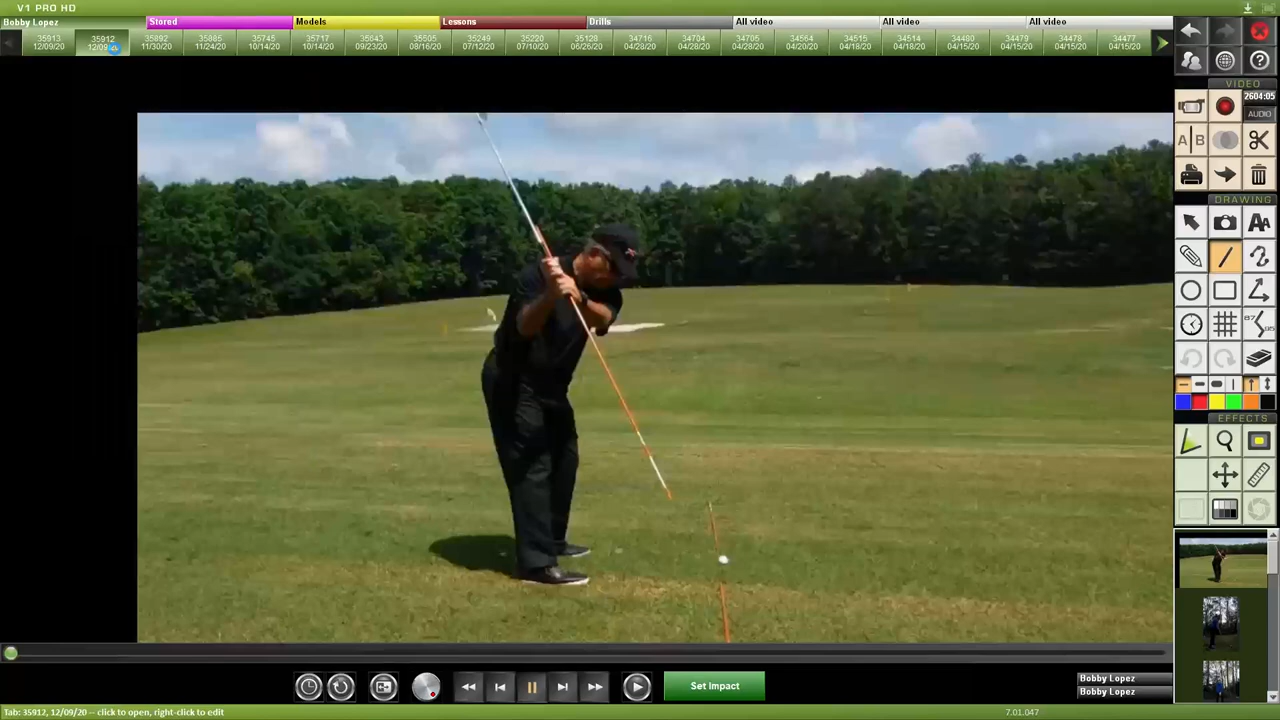 V1 PRO HD
Bobby Lopez Stored Models Lessons Drills All video All video All video
35913 35912 35892 35885 35745 35717 35643 35505 35249 35220 35128 34716 34704 34705 34564 34515 34514 34480 34479 34478 34477
12/09/20 12/09 11/30/20 11/24/20 10/14/20 10/14/20 09/23/20 08/16/20 07/12/20 07/10/20 06/26/20 04/28/20 04/28/20 04/28/20 04/20/20 04/18/20 04/18/20 04/15/20 04/15/20 04/15/20 04/15/20
VIDEO
2604:05
AUDIO
A|B
DRAWING
AA
EFFECTS
Set Impact
Bobby Lopez
Bobby Lopez
Tab: 35912, 12/09/20 -- click to open, right-click to edit
7.01.047